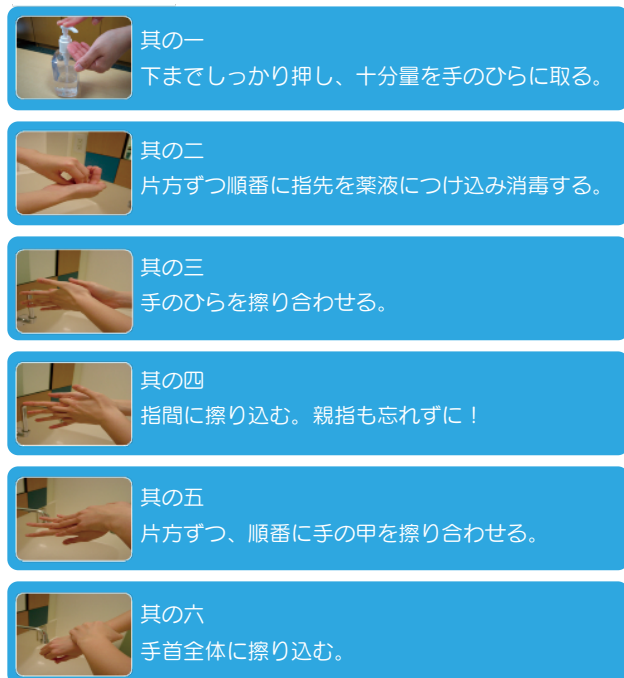 其の一
下までしっかり押し、十分量を手のひらに取る。
其の二
片方ずつ順番に指先を薬液につけ込み消毒する。
其の三
手のひらを擦り合わせる。
其の四
指間に擦り込む。親指も忘れずに！
其の五
片方ずつ、順番に手の甲を擦り合わせる。
其の六
手首全体に擦り込む。